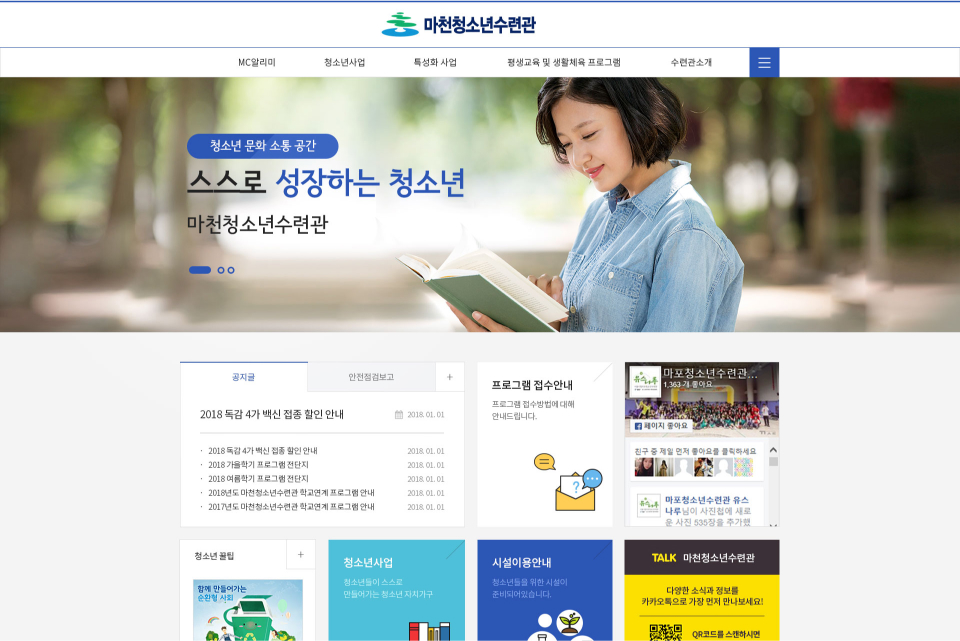 마천청소년수련관
MC알리미 청소년사업 특성화 사업 평생교육 및 생활체육 프로그램 수련관소개
청소년 문화 소통 공간
스스로 성장하는 청소년
마천청소년수련관
공지글 안전점검보고 +
2018 독감 4가 백신 접종 할인 안내 2018. 01. 01
· 2018 독감 4가 백신 접종 할인 안내 2018. 01. 01
· 2018 가을학기 프로그램 전단지 2018. 01. 01
· 2018 여름학기 프로그램 전단지 2018. 01. 01
· 2018년도 마천청소년수련관 학교연계 프로그램 안내 2018. 01. 01
· 2017년도 마천청소년수련관 학교연계 프로그램 안내 2018. 01. 01
프로그램 접수안내
프로그램 접수방법에 대해
안내드립니다.
?
유스나루
마포청소년수련관...
1,363 개 좋아요
페이지 좋아요
친구 중 제일 먼저 좋아요를 클릭하세요
유스나루
마포청소년수련관 유스
나루님이 사진첩에 새로
운 사진 535장을 추가했
청소년 꿀팁 +
함께 만들어가는
순환형 사회
청소년사업
청소년들이 스스로
만들어가는 청소년 자치기구
시설이용안내
청소년들을 위한 시설이
준비되어있습니다.
TALK 마천청소년수련관
다양한 소식과 정보를
카카오톡으로 가장 먼저 만나보세요!
QR코드를 스캔하시면